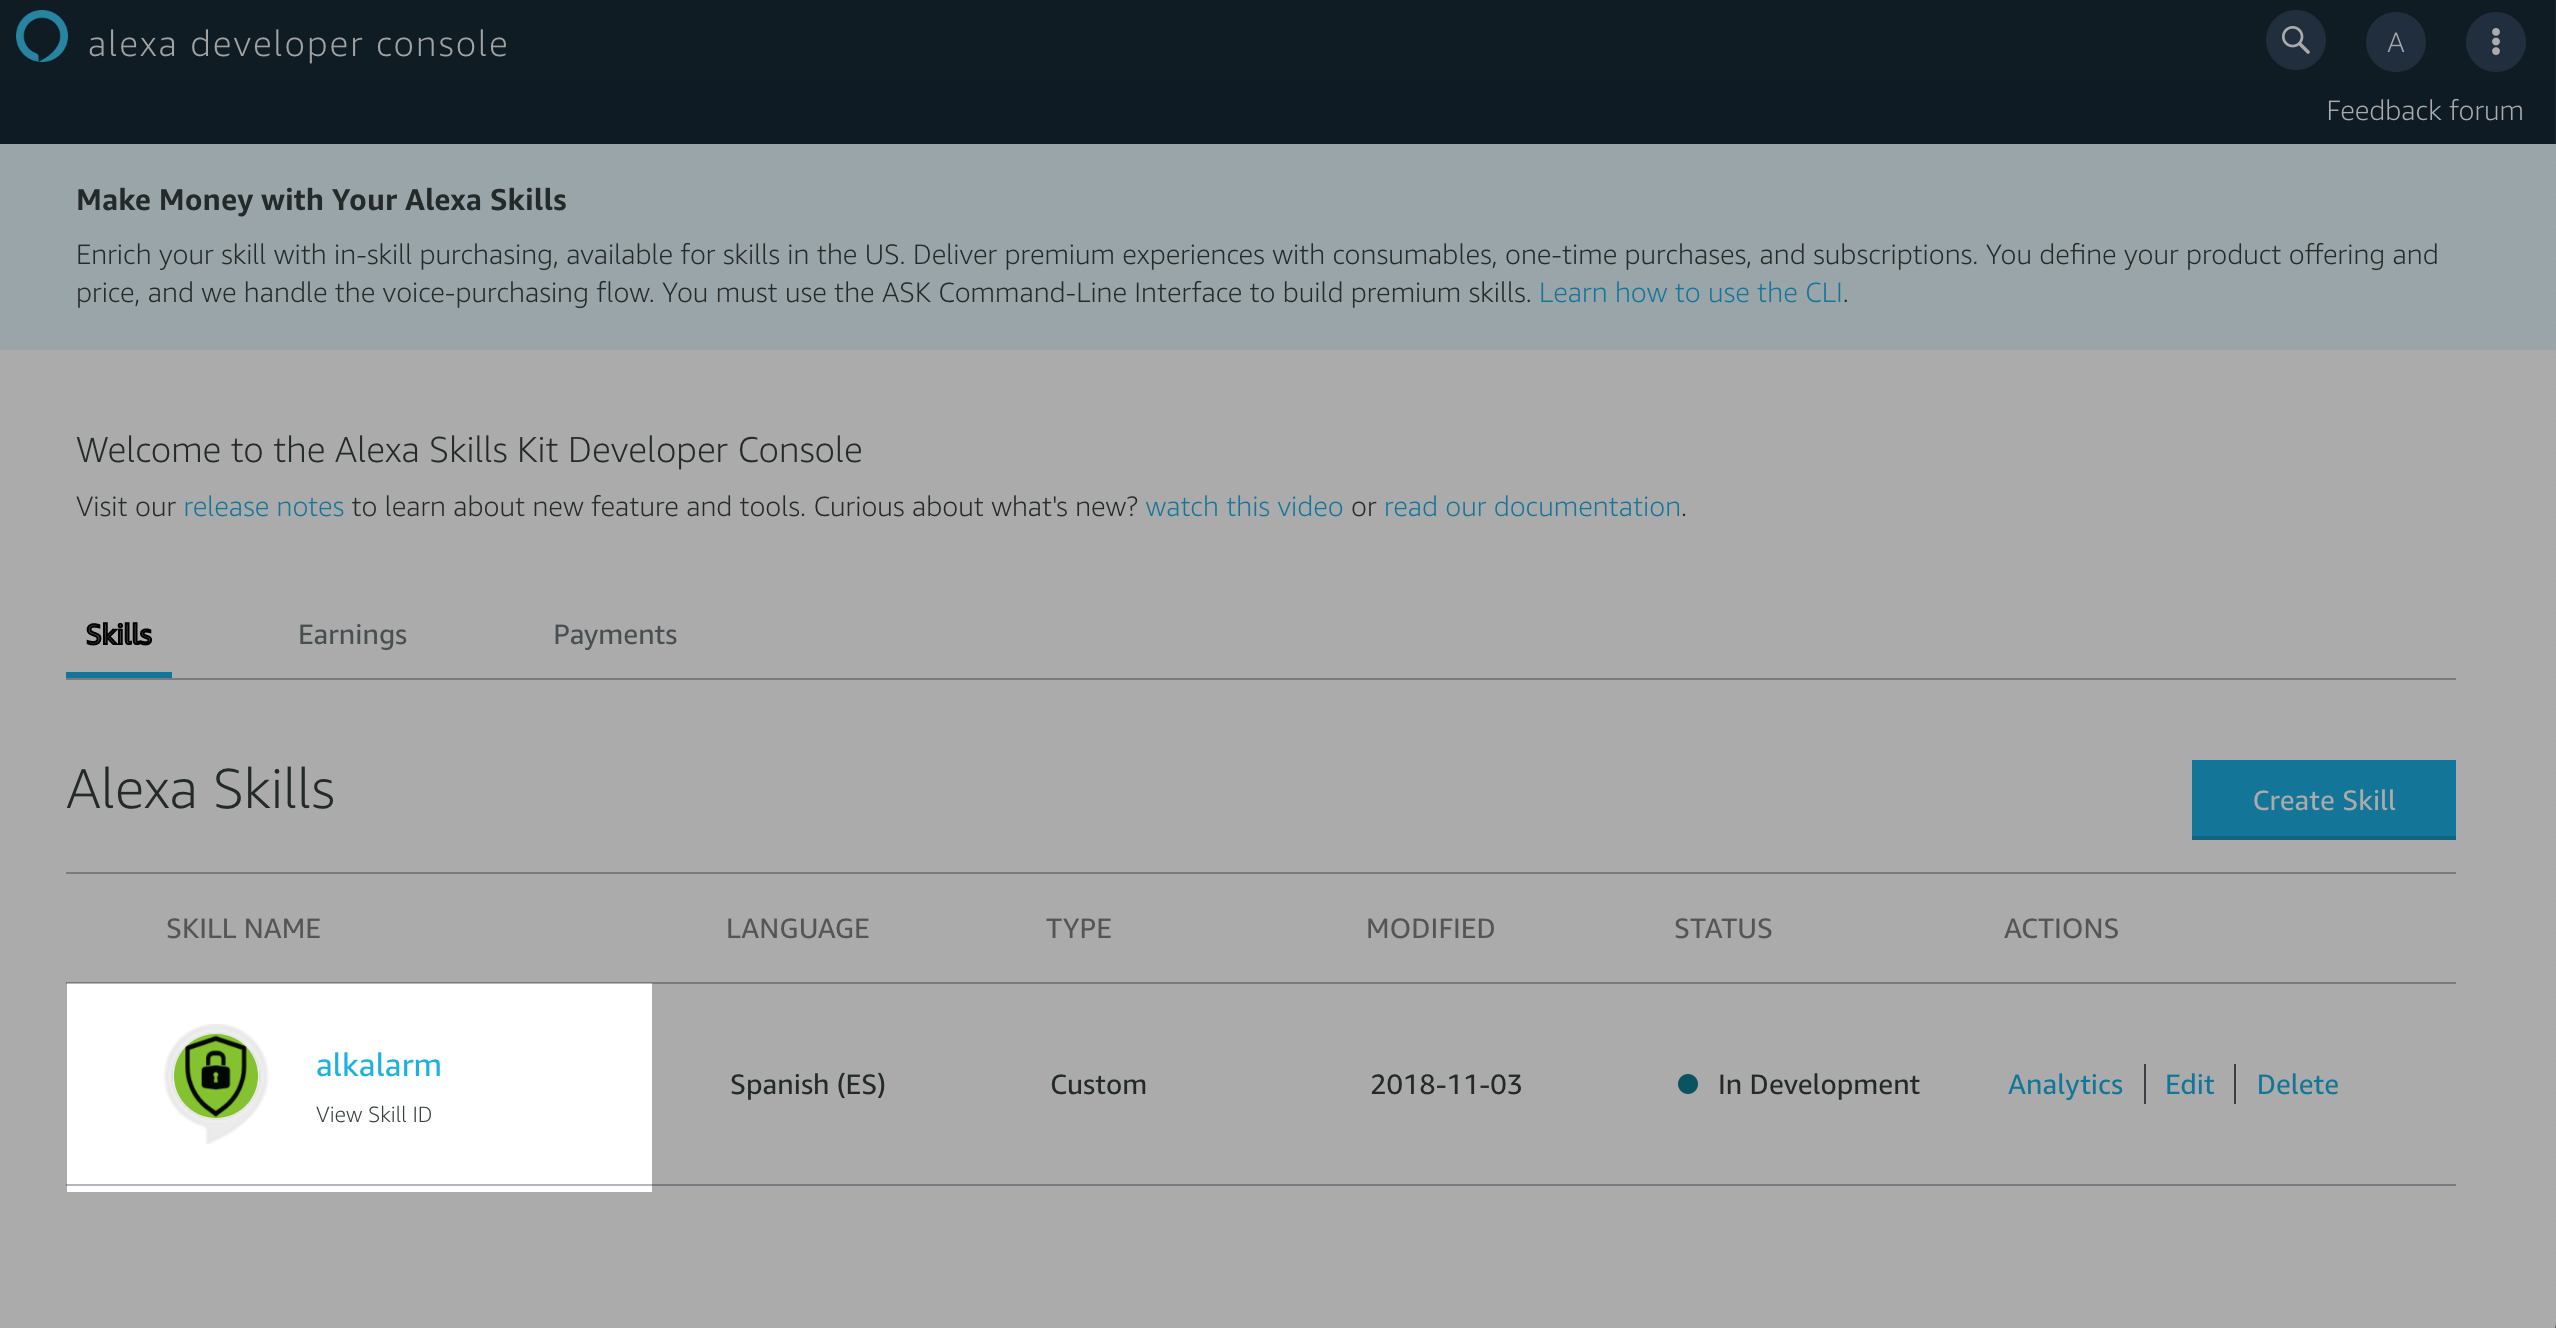 alexa developer console
A
Feedback forum
Make Money with Your Alexa Skills
Enrich your skill with in-skill purchasing, available for skills in the US. Deliver premium experiences with consumables, one-time purchases, and subscriptions. You define your product offering and
price, and we handle the voice-purchasing flow. You must use the ASK Command-Line Interface to build premium skills. Learn how to use the CLI.
Welcome to the Alexa Skills Kit Developer Console
Visit our release notes to learn about new feature and tools. Curious about what's new? watch this video or read our documentation.
Skills Earnings Payments
Alexa Skills
Create Skill
SKILL NAME LANGUAGE TYPE MODIFIED STATUS ACTIONS
alkalarm
View Skill ID
Spanish (ES) Custom 2018-11-03 In Development Analytics Edit Delete